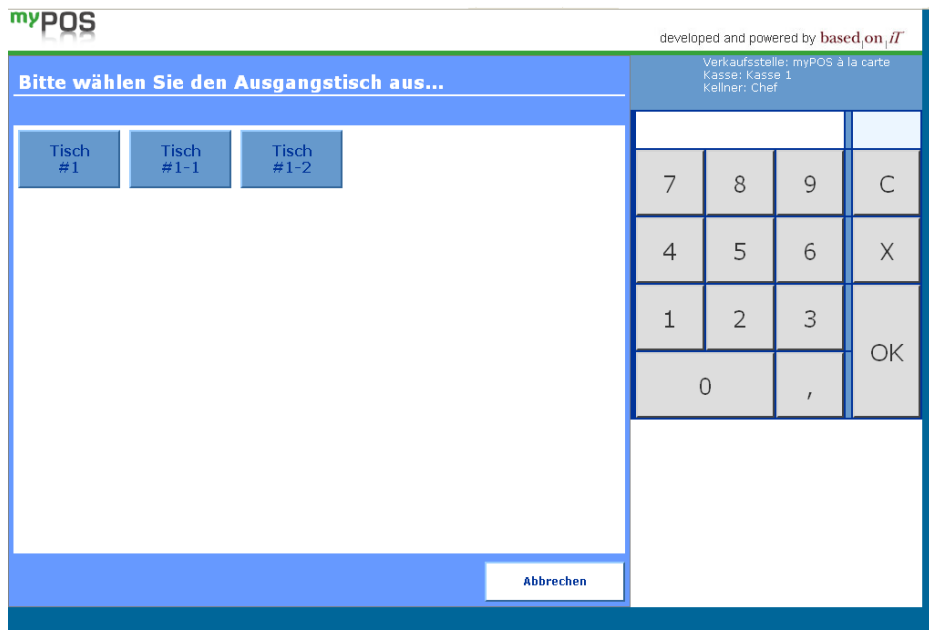 myPOS
developed and powered by based|on|iT
Bitte wählen Sie den Ausgangstisch aus...
Verkaufsstelle: myPOS à la carte
Kasse: Kasse 1
Kellner: Chef
Tisch
#1
Tisch
#1-1
Tisch
#1-2
7 8 9 C
4 5 6 X
1 2 3
OK
0 ,
Abbrechen